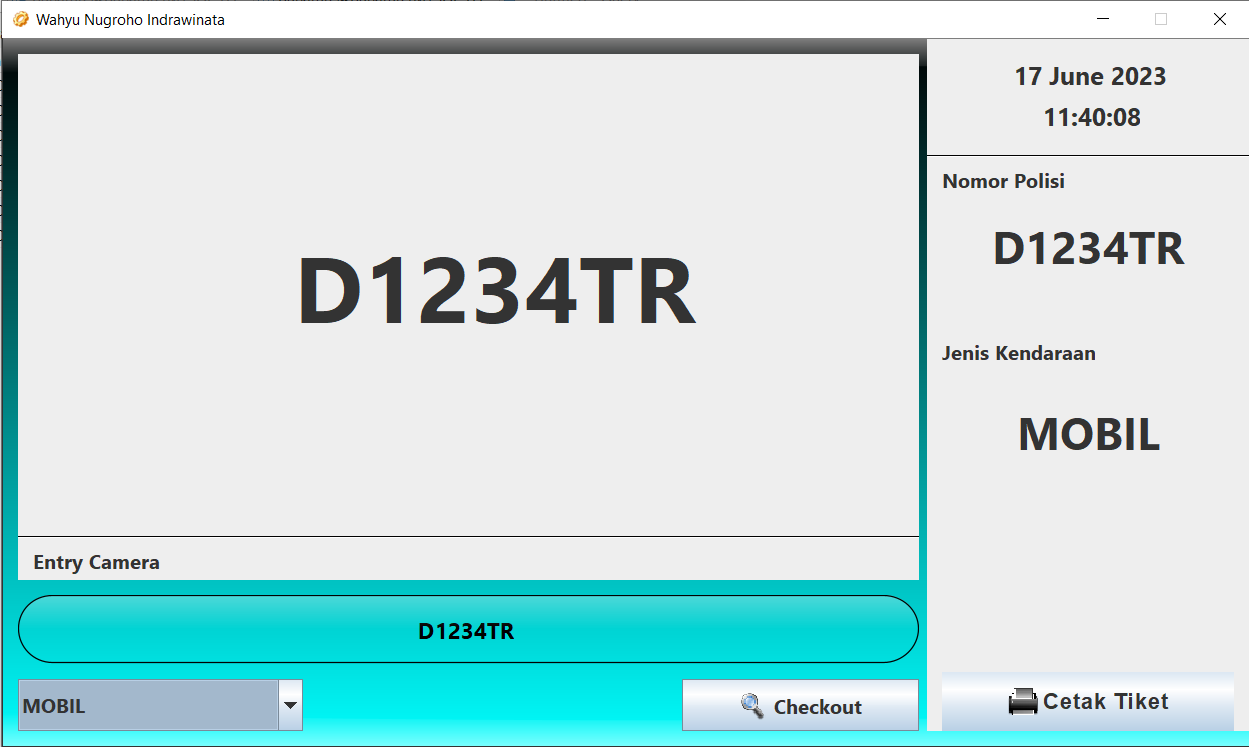 Wahyu Nugroho Indrawinata
D1234TR
Entry Camera
D1234TR
MOBIL
Checkout
17 June 2023
11:40:08
Nomor Polisi
D1234TR
Jenis Kendaraan
MOBIL
Cetak Tiket